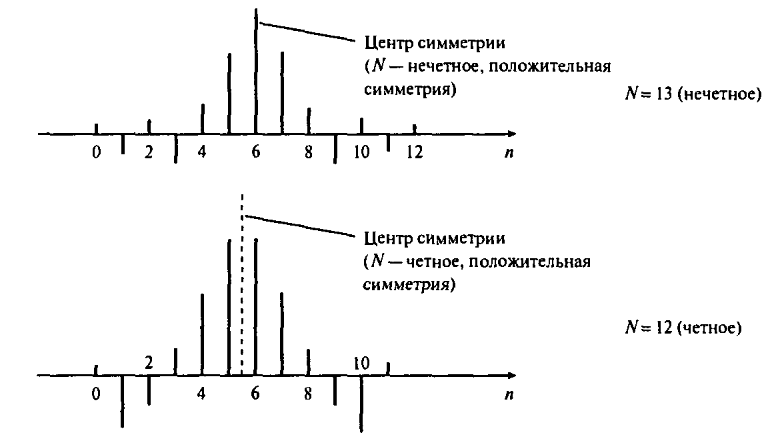 Центр симметрии
(N — нечетное, положительная
симметрия)
N = 13 (нечетное)
0 2 4 6 8 10 12 n
Центр симметрии
(N — четное, положительная
симметрия)
N = 12 (четное)
2 10
0 4 6 8 n